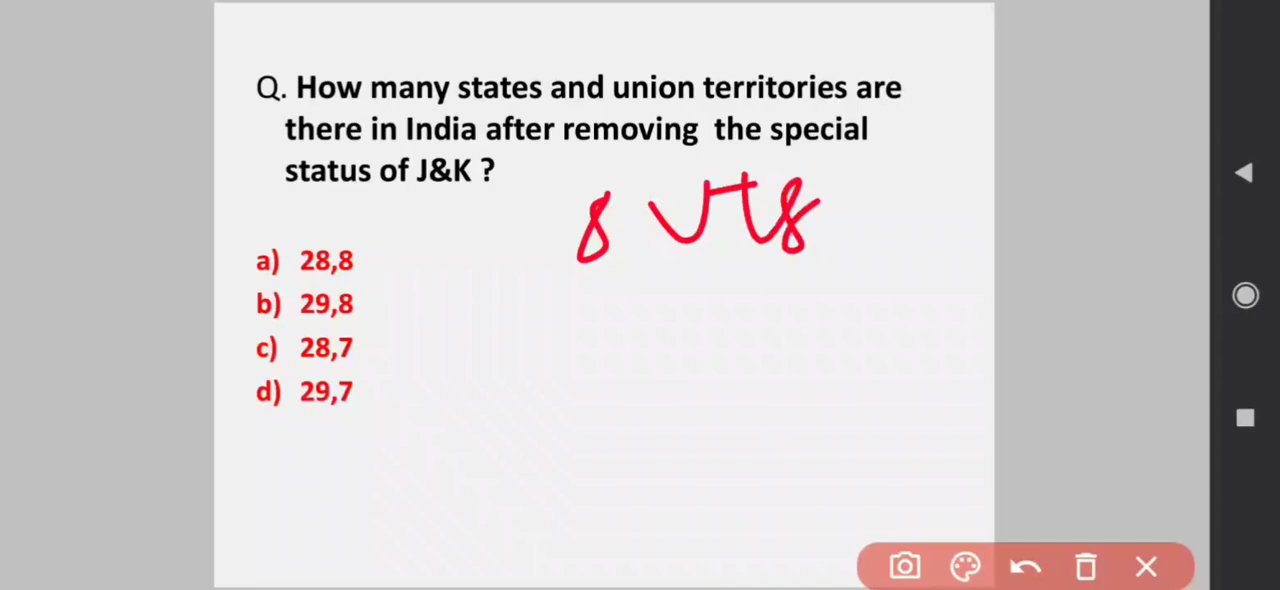 Q. How many states and union territories are
there in India after removing the special
status of J&K ?
8 UTs
a) 28,8
b) 29,8
c) 28,7
d) 29,7